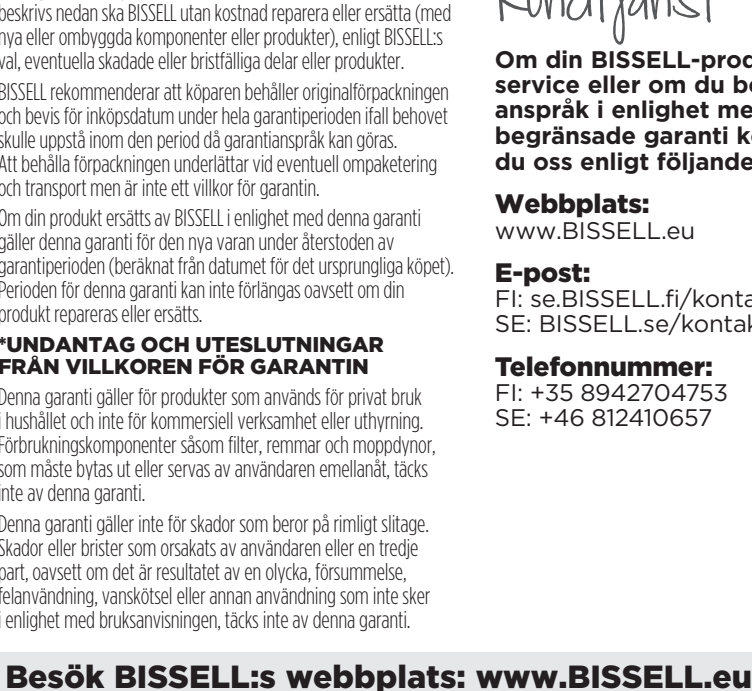 beskrivs nedan ska BISSELL utan kostnad reparera eller ersätta (med
nya eller ombyggda komponenter eller produkter), enligt BISSELL:s
val, eventuella skadade eller bristfälliga delar eller produkter.
BISSELL rekommenderar att köparen behåller originalförpackningen
och bevis för inköpsdatum under hela garantiperioden ifall behovet
skulle uppstå inom den period då garantianspråk kan göras.
Att behålla förpackningen underlättar vid eventuell ompaketering
och transport men är inte ett villkor för garantin.
Om din produkt ersätts av BISSELL i enlighet med denna garanti
gäller denna garanti för den nya varan under återstoden av
garantiperioden nedan (beräknat från datumet för det ursprungliga köpet).
Perioden för denna garanti kan inte förlängas oavsett om din
produkt repareras eller ersätts.
*UNDANTAG OCH UTESLUTNINGAR
FRÅN VILLKOREN FÖR GARANTIN
Denna garanti gäller för produkter som används för privat bruk
i hushållet och inte för kommersiell verksamhet eller uthyrning.
Förbrukningskomponenter såsom filter, remmar och moppdynor,
som måste bytas ut eller servas av användaren emellanåt, täcks
inte av denna garanti.
Denna garanti gäller inte för skador som beror på rimligt slitage.
Skador eller brister som orsakats av användaren eller en tredje
part, oavsett om det är resultatet av en olycka, försummelse,
felanvändning, vanskötsel eller annan användning som inte sker
i enlighet med bruksanvisningen, täcks inte av denna garanti.
Kundtjänst
Om din BISSELL-prod
service eller om du be
anspråk i enlighet me
begränsade garanti k
du oss enligt följande
Webbplats:
www.BISSELL.eu
E-post:
FI: se.BISSELL.fi/konta
SE: BISSELL.se/kontak
Telefonnummer:
FI: +35 8942704753
SE: +46 812410657
Besök BISSELL:s webbplats: www.BISSELL.eu